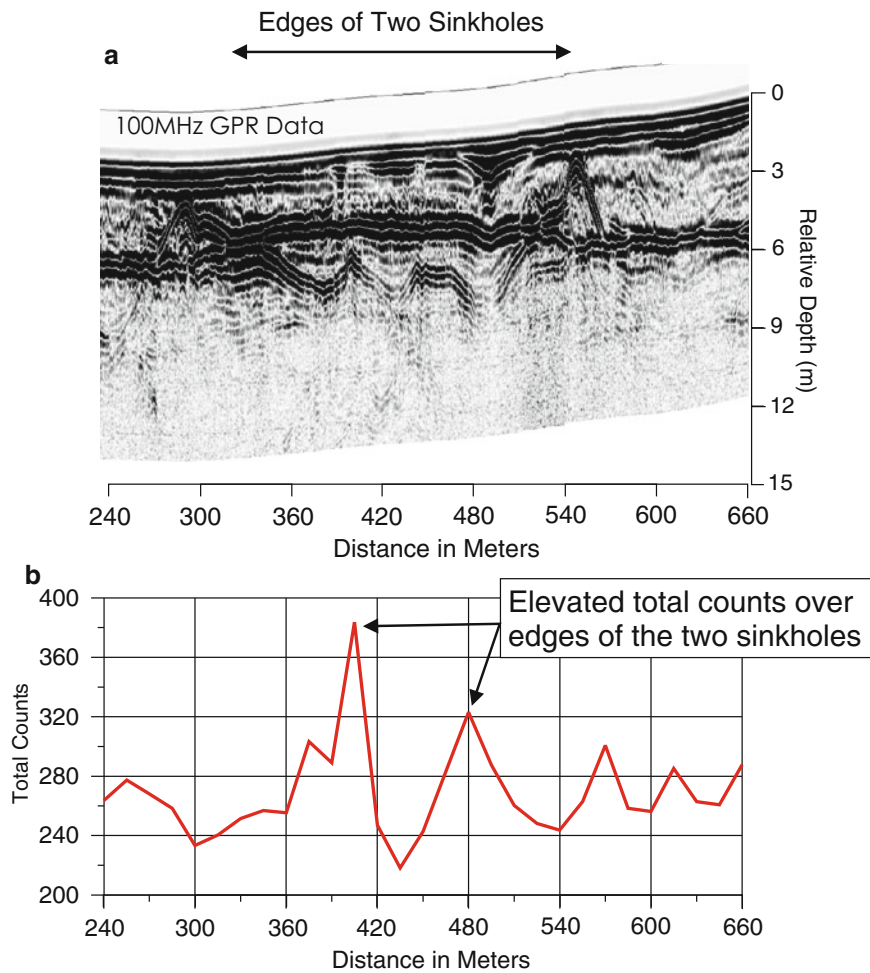 Edges of Two Sinkholes
a
100MHz GPR Data
0
3
6
9
12
15
Relative Depth (m)
240 300 360 420 480 540 600 660
Distance in Meters
b
Elevated total counts over
edges of the two sinkholes
400
360
320
280
240
200
Total Counts
240 300 360 420 480 540 600 660
Distance in Meters